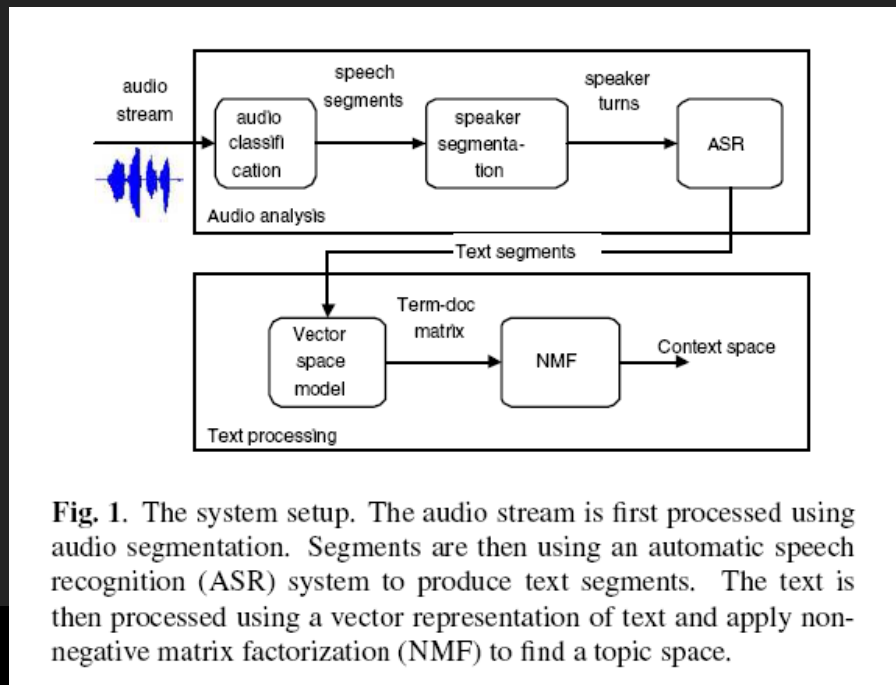 audio
stream
speech
segments
speaker
turns
audio
classifi
cation
speaker
segmenta-
tion
ASR
Audio analysis
Text segments
Vector
space
model
Term-doc
matrix
NMF
Context space
Text processing
Fig. 1. The system setup. The audio stream is first processed using
audio segmentation. Segments are then using an automatic speech
recognition (ASR) system to produce text segments. The text is
then processed using a vector representation of text and apply non-
negative matrix factorization (NMF) to find a topic space.